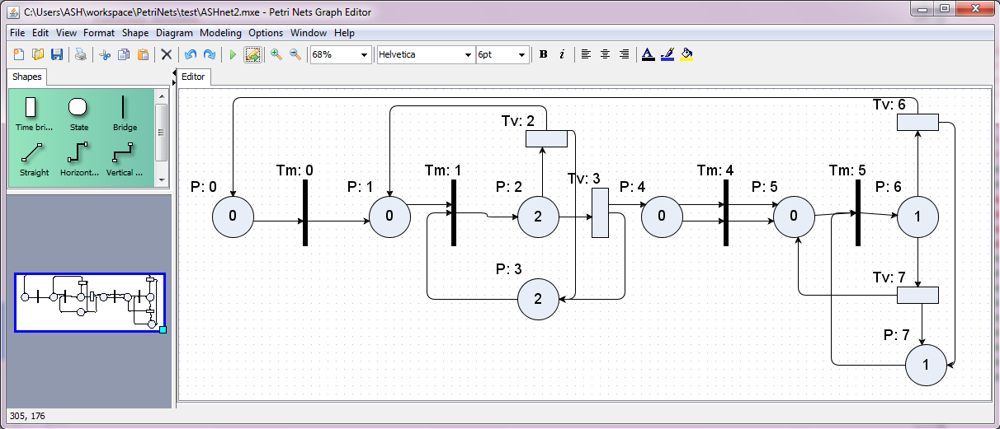 C:\Users\ASH\workspace\PetriNets\test\ASHnet2.mxe - Petri Nets Graph Editor
File Edit View Format Shape Diagram Modeling Options Window Help
68% Helvetica 6pt B i A
Shapes
Editor
Time bri... State Bridge
Straight Horizont... Vertical ...
Tv: 6
Tv: 2
Tm: 0 Tm: 1 Tv: 3 Tm: 4 Tm: 5
P: 0 P: 1 P: 2 P: 4 P: 5 P: 6
0 0 2 0 0 1
P: 3 Tv: 7
2
P: 7
1
305, 176